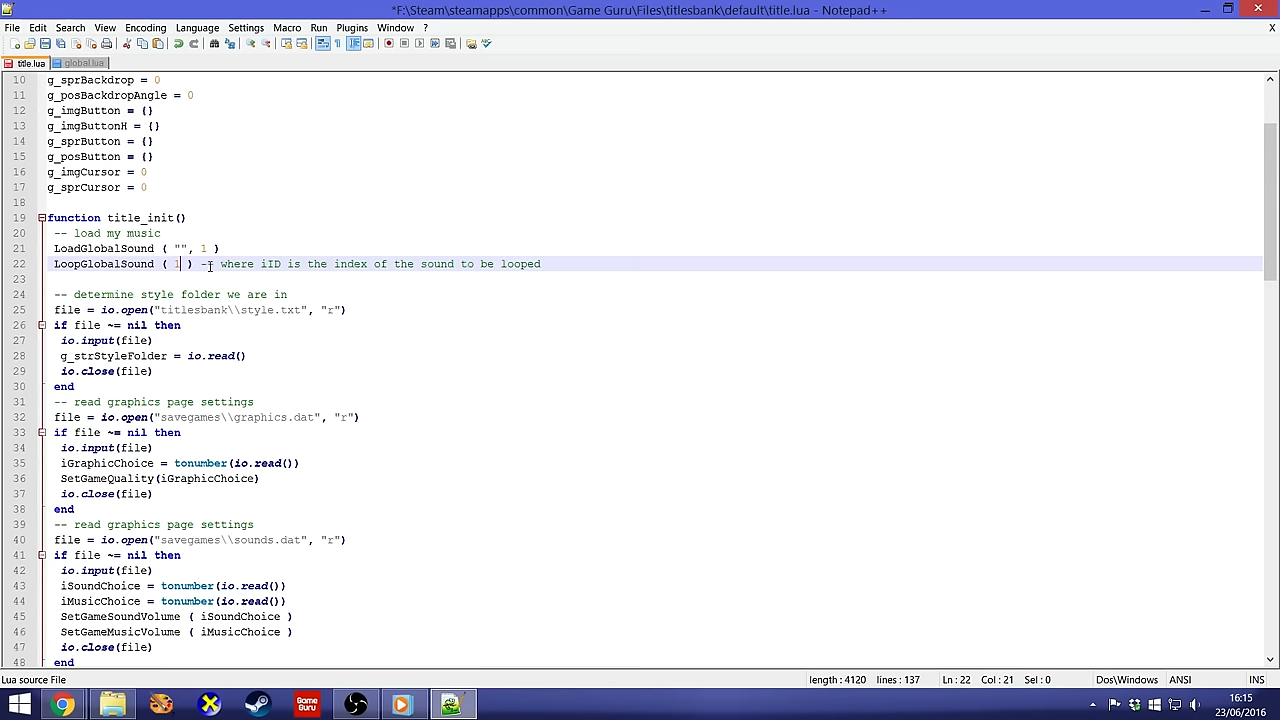 *F:\Steam\steamapps\common\Game Guru\Files\titlesbank\default\title.lua - Notepad++
File Edit Search View Encoding Language Settings Macro Run Plugins Window ? X
title.lua global.lua
10 g_sprBackdrop = 0
11 g_posBackdropAngle = 0
12 g_imgButton = {}
13 g_imgButtonH = {}
14 g_sprButton = {}
15 g_posButton = {}
16 g_imgCursor = 0
17 g_sprCursor = 0
18
19 function title_init()
20 -- load my music
21 LoadGlobalSound ( "", 1 )
22 LoopGlobalSound ( 1 ) -- where iID is the index of the sound to be looped
23
24 -- determine style folder we are in
25 file = io.open("titlesbank\\style.txt", "r")
26 if file ~= nil then
27 io.input(file)
28 g_strStyleFolder = io.read()
29 io.close(file)
30 end
31 -- read graphics page settings
32 file = io.open("savegames\\graphics.dat", "r")
33 if file ~= nil then
34 io.input(file)
35 iGraphicChoice = tonumber(io.read())
36 SetGameQuality(iGraphicChoice)
37 io.close(file)
38 end
39 -- read graphics page settings
40 file = io.open("savegames\\sounds.dat", "r")
41 if file ~= nil then
42 io.input(file)
43 iSoundChoice = tonumber(io.read())
44 iMusicChoice = tonumber(io.read())
45 SetGameSoundVolume ( iSoundChoice )
46 SetGameMusicVolume ( iMusicChoice )
47 io.close(file)
48 end
Lua source File length : 4120 lines : 137 Ln : 22 Col : 21 Sel : 0 Dos\Windows ANSI INS
Game Guru
16:15
23/06/2016